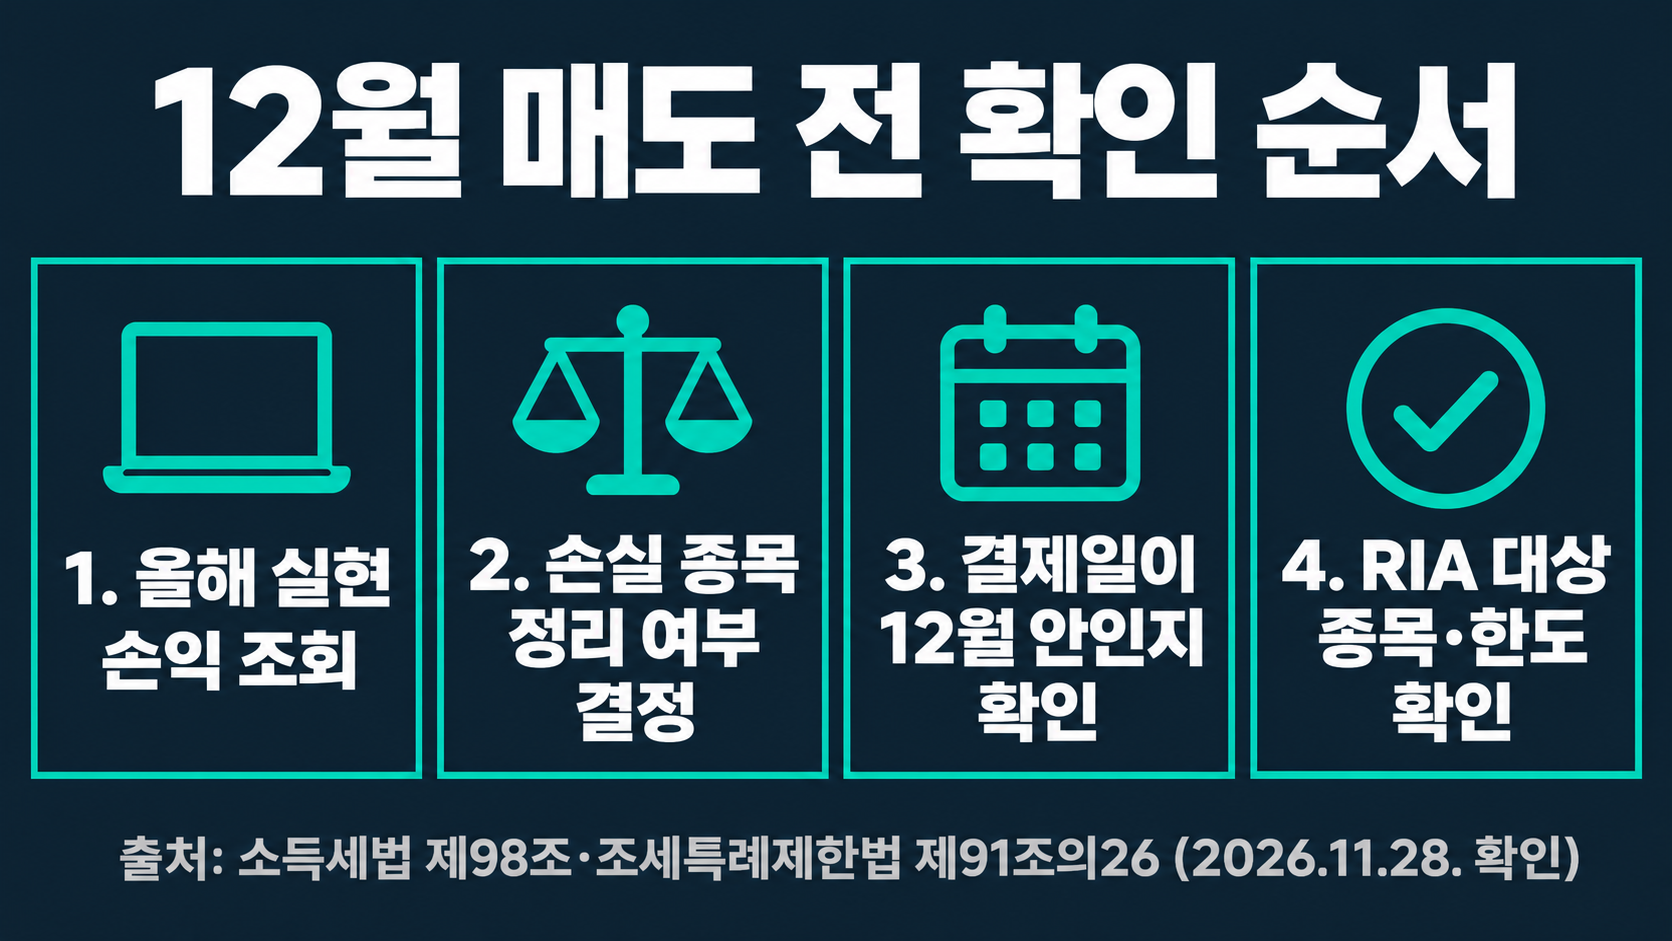 12월 매도 전 확인 순서
1. 올해 실현
손익 조회
2. 손실 종목
정리 여부
결정
3. 결제일이
12월 안인지
확인
4. RIA 대상
종목·한도
확인
출처: 소득세법 제98조·조세특례제한법 제91조의26 (2026.11.28. 확인)